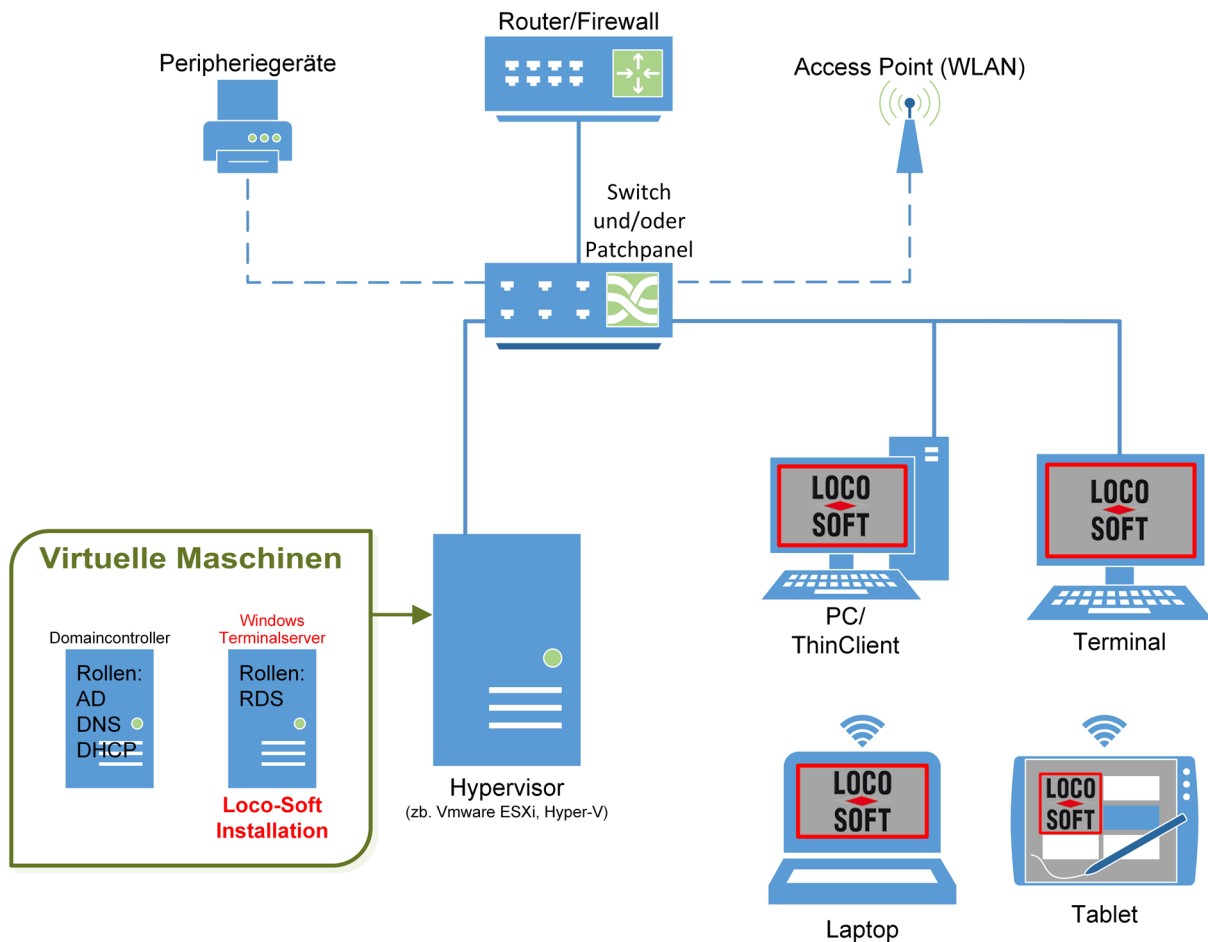 Router/Firewall
Peripheriegeräte
Access Point (WLAN)
Switch
und/oder
Patchpanel
LOCO
SOFT
PC/
ThinClient
LOCO
SOFT
Terminal
Virtuelle Maschinen
Domaincontroller
Rollen:
AD
DNS
DHCP
Windows
Terminalserver
Rollen:
RDS
Loco-Soft
Installation
Hypervisor
(zb. Vmware ESXi, Hyper-V)
LOCO
SOFT
Laptop
LOCO
SOFT
Tablet